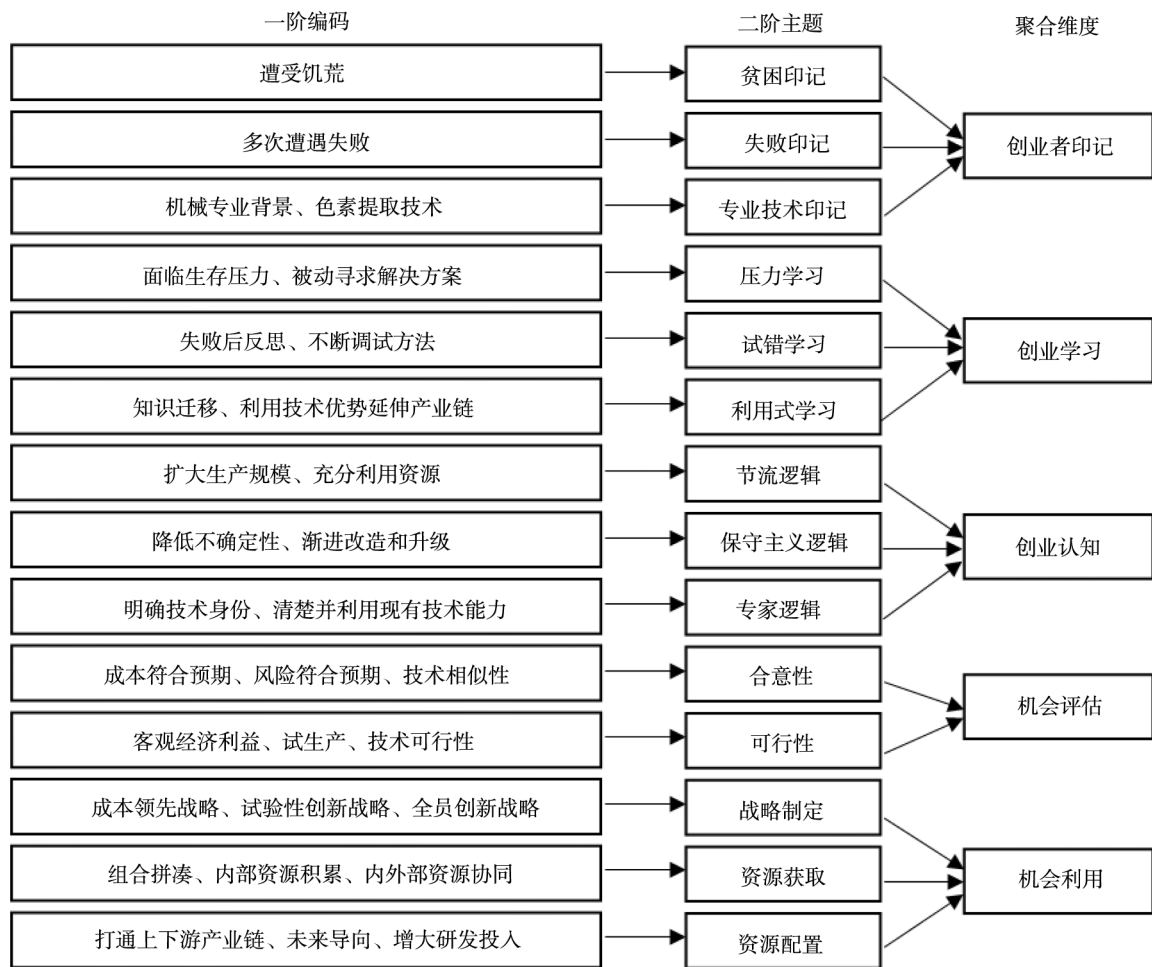 一阶编码
二阶主题
聚合维度
遭受饥荒
贫困印记
多次遭遇失败
失败印记
创业者印记
机械专业背景、色素提取技术
专业技术印记
面临生存压力、被动寻求解决方案
压力学习
失败后反思、不断调试方法
试错学习
创业学习
知识迁移、利用技术优势延伸产业链
利用式学习
扩大生产规模、充分利用资源
节流逻辑
降低不确定性、渐进改造和升级
保守主义逻辑
创业认知
明确技术身份、清楚并利用现有技术能力
专家逻辑
成本符合预期、风险符合预期、技术相似性
合意性
机会评估
客观经济利益、试生产、技术可行性
可行性
成本领先战略、试验性创新战略、全员创新战略
战略制定
组合拼凑、内部资源积累、内外部资源协同
资源获取
机会利用
打通上下游产业链、未来导向、增大研发投入
资源配置